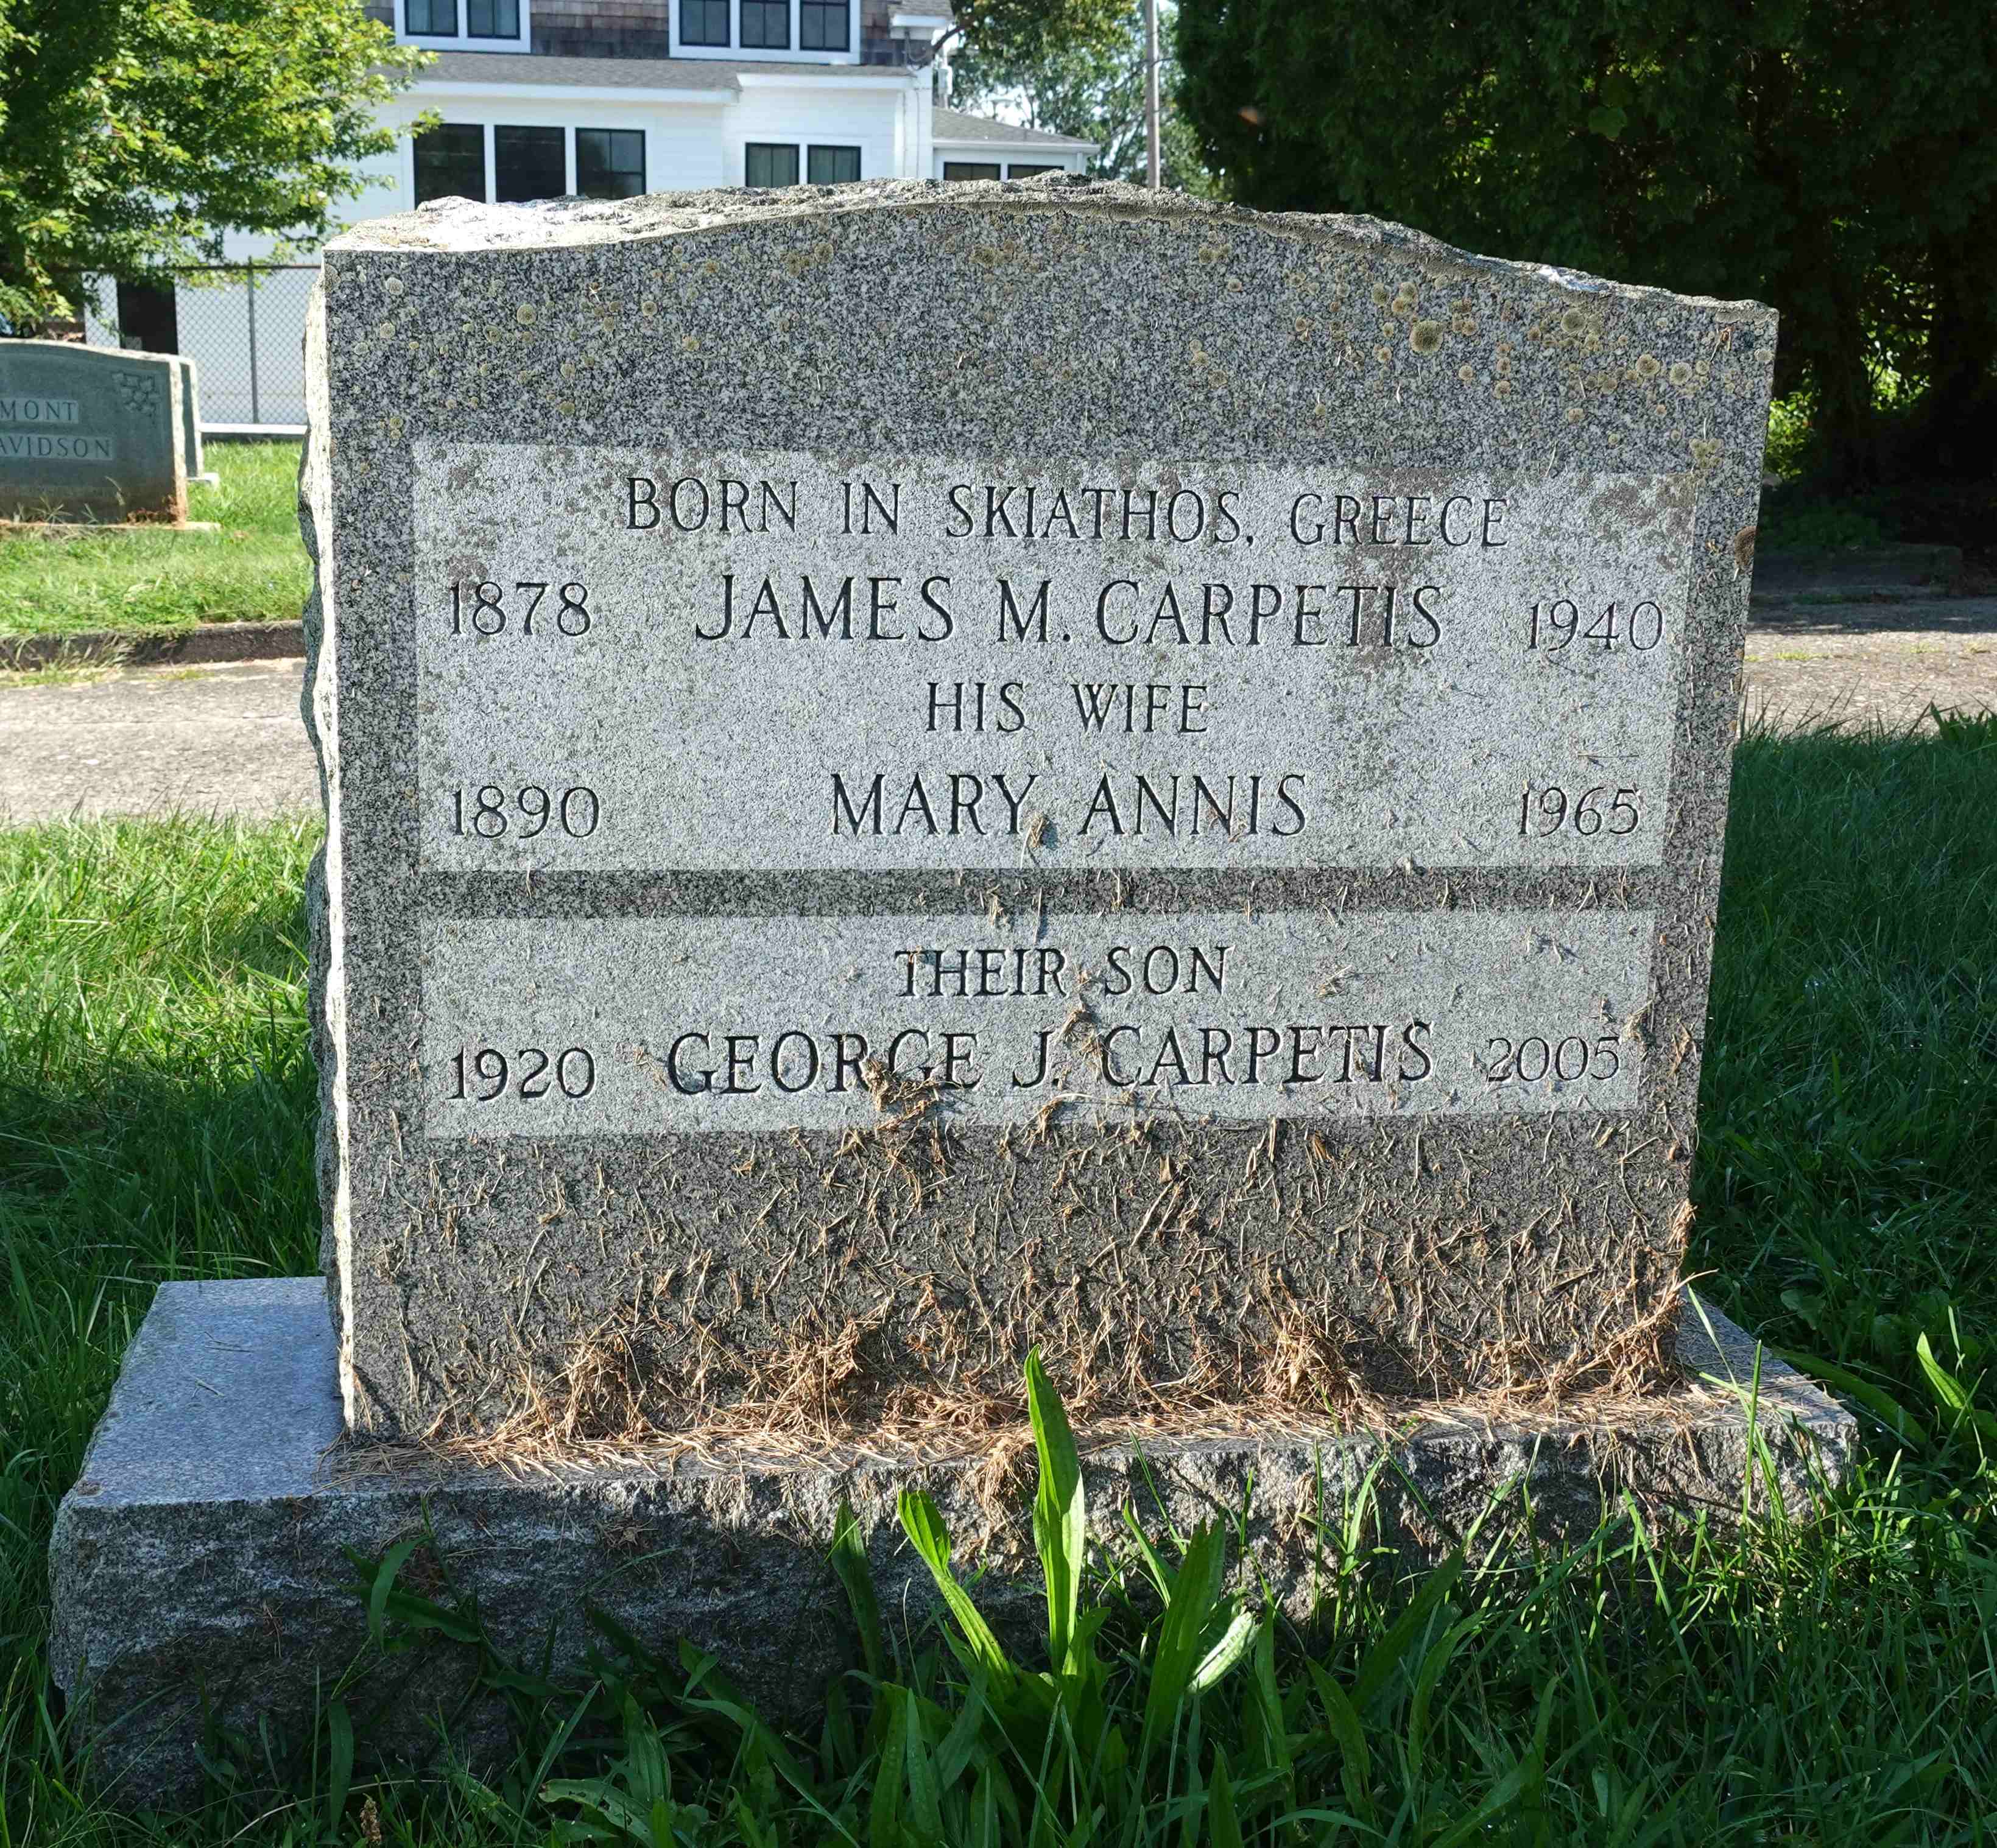 BORN IN SKIATHOS, GREECE
1878 JAMES M. CARPETIS 1940
HIS WIFE
1890 MARY ANNIS 1965
THEIR SON
1920 GEORGE J. CARPETIS 2005
MONT
AVIDSON